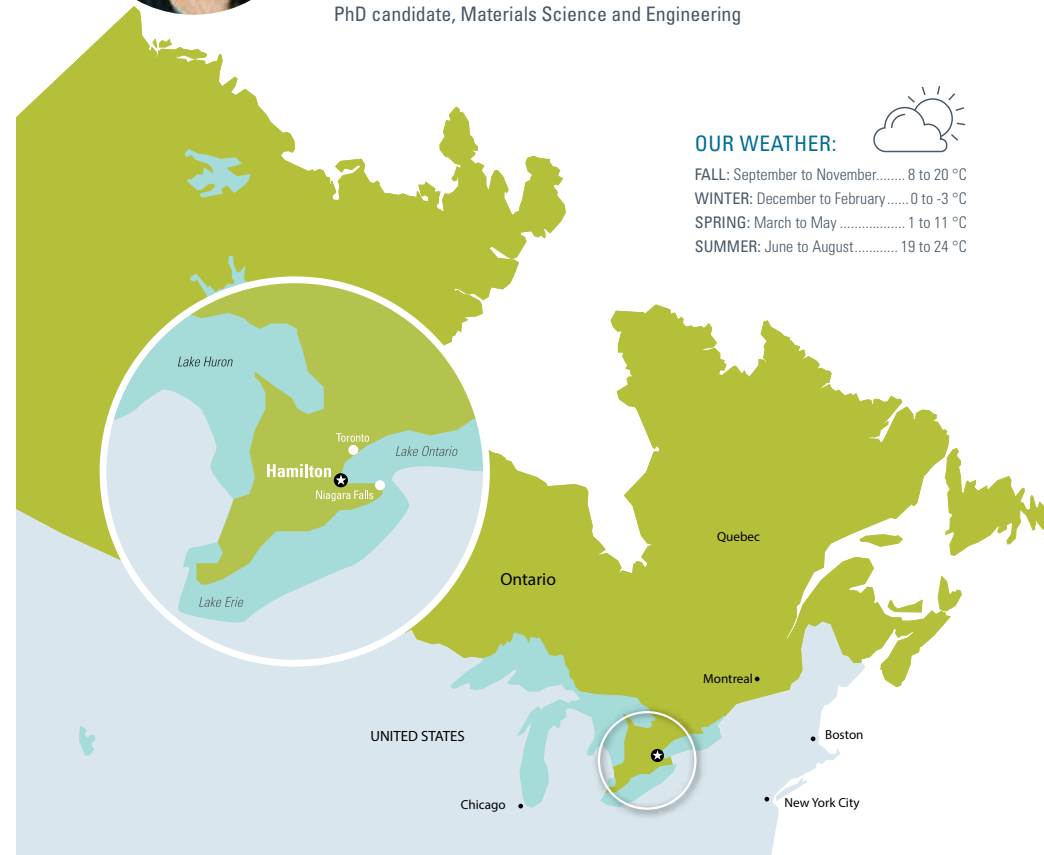 PhD candidate, Materials Science and Engineering
OUR WEATHER:
FALL: September to November........ 8 to 20 °C
WINTER: December to February......0 to -3 °C
SPRING: March to May .................. 1 to 11 °C
SUMMER: June to August............ 19 to 24 °C
Lake Huron
Toronto
Lake Ontario
Hamilton
Niagara Falls
Lake Erie
Quebec
Ontario
Montreal
UNITED STATES
Boston
Chicago
New York City